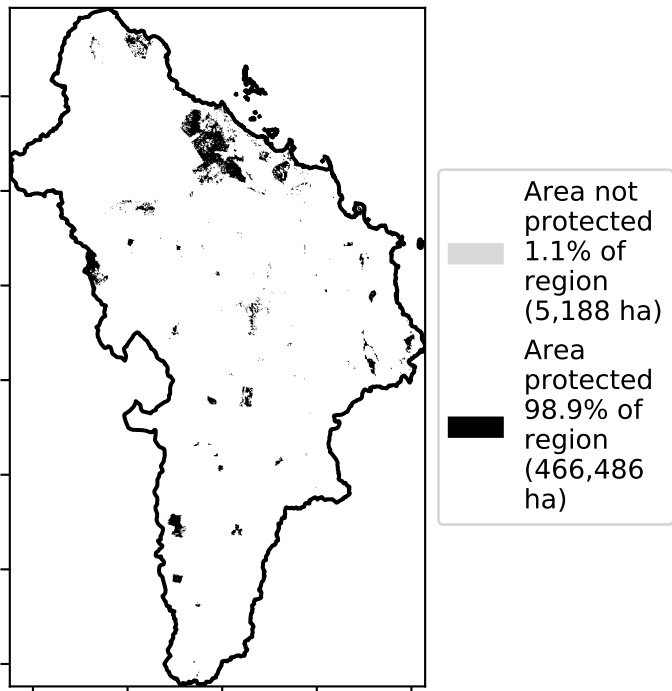 Area not
protected
1.1% of
region
(5,188 ha)
Area
protected
98.9% of
region
(466,486
ha)